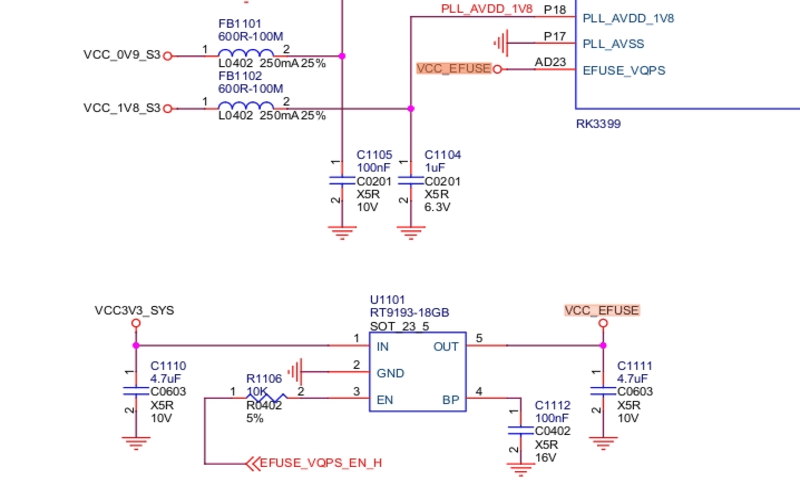 PLL_AVDD_1V8 P18 PLL_AVDD_1V8
FB1101
600R-100M
VCC_0V9_S3 1 2
L0402 250mA25%
P17 PLL_AVSS
VCC_EFUSE AD23 EFUSE_VQPS
FB1102
600R-100M
VCC_1V8_S3 1 2
L0402 250mA25%
RK3399
1 C1105
100nF
C0201
2 X5R
10V
1 C1104
1uF
C0201
2 X5R
6.3V
VCC3V3_SYS
U1101
RT9193-18GB
SOT_23_5
VCC_EFUSE
1 IN OUT 5
2 GND
3 EN BP 4
1 C1110
4.7uF
C0603
2 X5R
10V
R1106
1 10K 2
R0402
5%
EFUSE_VQPS_EN_H
1 C1112
100nF
C0402
2 X5R
16V
1 C1111
4.7uF
C0603
2 X5R
10V